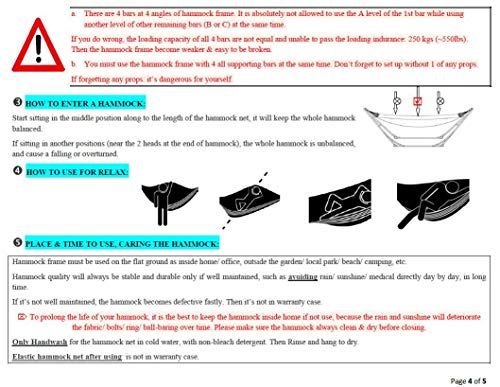 a. There are 4 bars at 4 angles of hammock frame. It is absolutely not allowed to use the A level of the 1st bar while using
another level of other remaining bars (B or C) at the same time.
If you do wrong, the loading capacity of all 4 bars are not equal and unable to pass the loading indurance: 250 kgs (~550lbs).
Then the hammock frame become weaker & easy to be broken.
b. You must use the hammock frame with 4 all supporting bars at the same time. Don't forget to set up without 1 of any props.
If forgetting any props: it's dangerous for yourself.
❸ HOW TO ENTER A HAMMOCK:
Start sitting in the middle position along to the length of the hammock net, it will keep the whole hammock
balanced.
If sitting in another positions (near the 2 heads at the end of hammock), the whole hammock is unbalanced,
and cause a falling or overturned.
❹ HOW TO USE FOR RELAX:
❺ PLACE & TIME TO USE, CARING THE HAMMOCK:
Hammock frame must be used on the flat ground as inside home/ office, outside the garden/ local park/ beach/ camping, etc.
Hammock quality will always be stable and durable only if well maintained, such as avoiding rain/ sunshine/ medical directly day by day, in long
time.
If it's not well maintained, the hammock becomes defective fastly. Then it's not in warranty case.
To prolong the life of your hammock, it is the best to keep the hammock inside home if not use, because the rain and sunshine will deteriorate
the fabric/ bolts/ ring/ ball-baring over time. Please make sure the hammock always clean & dry before closing.
Only Handwash for the hammock net in cold water, with non-bleach detergent. Then Rinse and hang to dry.
Elastic hammock net after using is not in warranty case.
Page 4 of 5